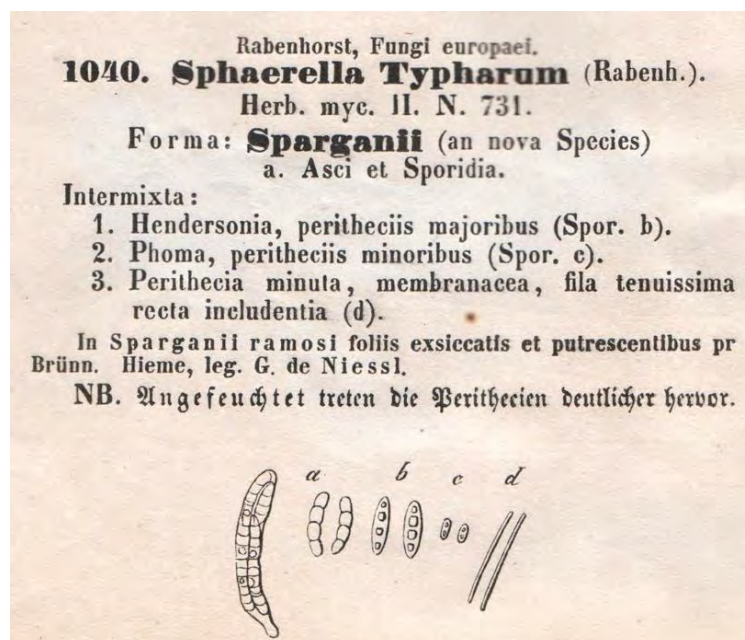 Rabenhorst, Fungi europaei.
1040. Sphaerella Typharum (Rabenh.).
Herb. myc. II. N. 731.
Forma: Sparganii (an nova Species)
a. Asci et Sporidia.
Intermixta:
1. Hendersonia, peritheciis majoribus (Spor. b).
2. Phoma, peritheciis minoribus (Spor. c).
3. Perithecia minuta, membranacea, fila tenuissima
recta includentia (d).
In Sparganii ramosi foliis exsiccatis et putrescentibus pr
Brünn. Hieme, leg. G. de Niessl.
NB. Angefeuchtet treten die Perithecien deutlicher hervor.
a b c d